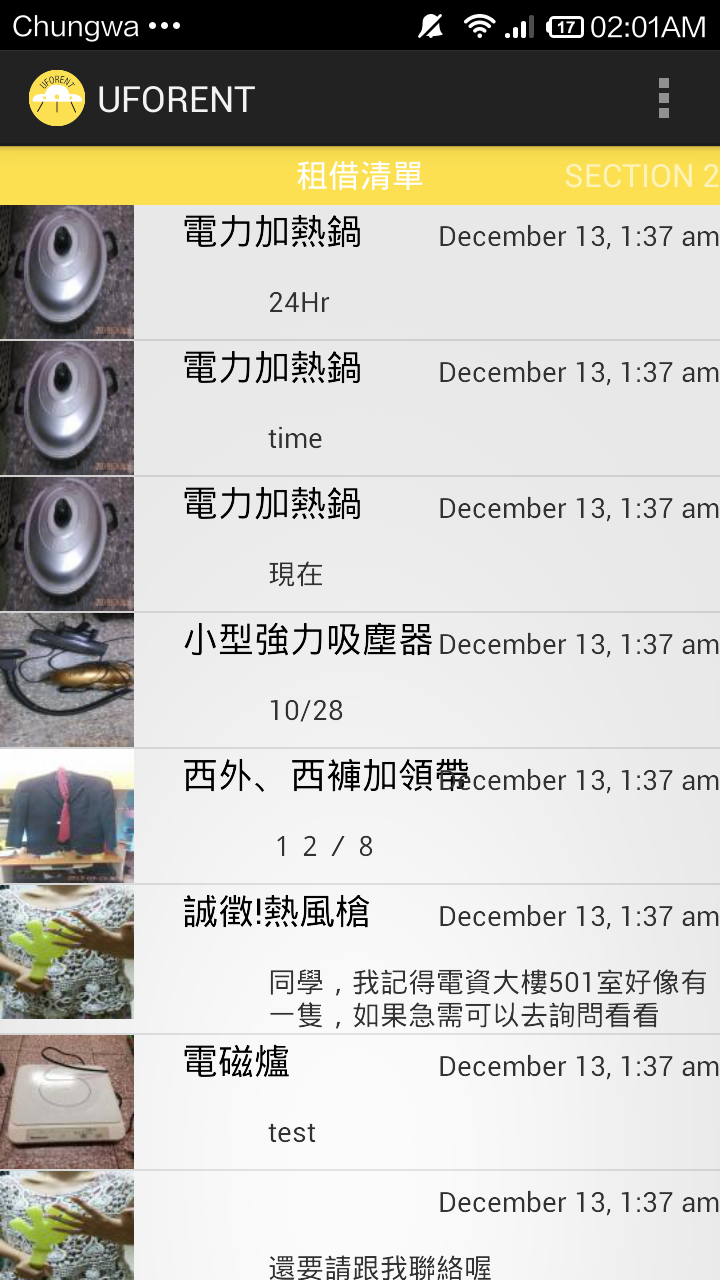 Chungwa •••
17 02:01AM
UFORENT
UFORENT
租借清單
SECTION 2
電力加熱鍋
December 13, 1:37 am
24Hr
電力加熱鍋
December 13, 1:37 am
time
電力加熱鍋
December 13, 1:37 am
現在
小型強力吸塵器
December 13, 1:37 am
10/28
西外、西褲加領帶
December 13, 1:37 am
１２／８
誠徵!熱風槍
December 13, 1:37 am
同學，我記得電資大樓501室好像有
一隻，如果急需可以去詢問看看
電磁爐
December 13, 1:37 am
test
December 13, 1:37 am
還要請跟我聯絡喔